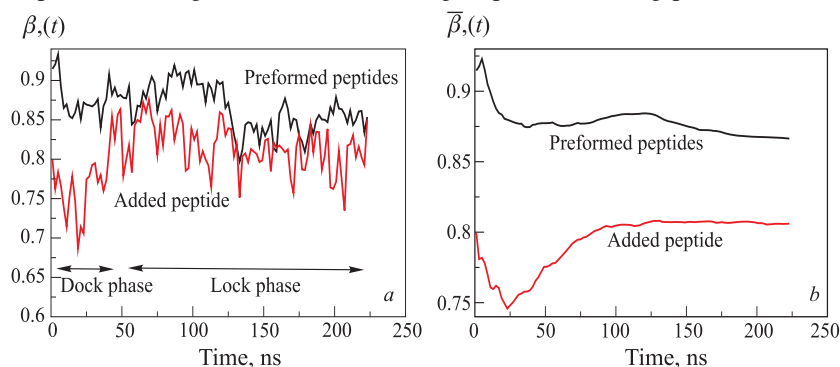 β,(t)
0.9
0.85
0.8
0.75
0.7
0.65
0.6
Preformed peptides
Added peptide
Dock phase
Lock phase
a
0 50 100 150 200 250
Time, ns
β̅,(t)
0.9
0.85
0.8
0.75
Preformed peptides
Added peptide
b
0 50 100 150 200 250
Time, ns